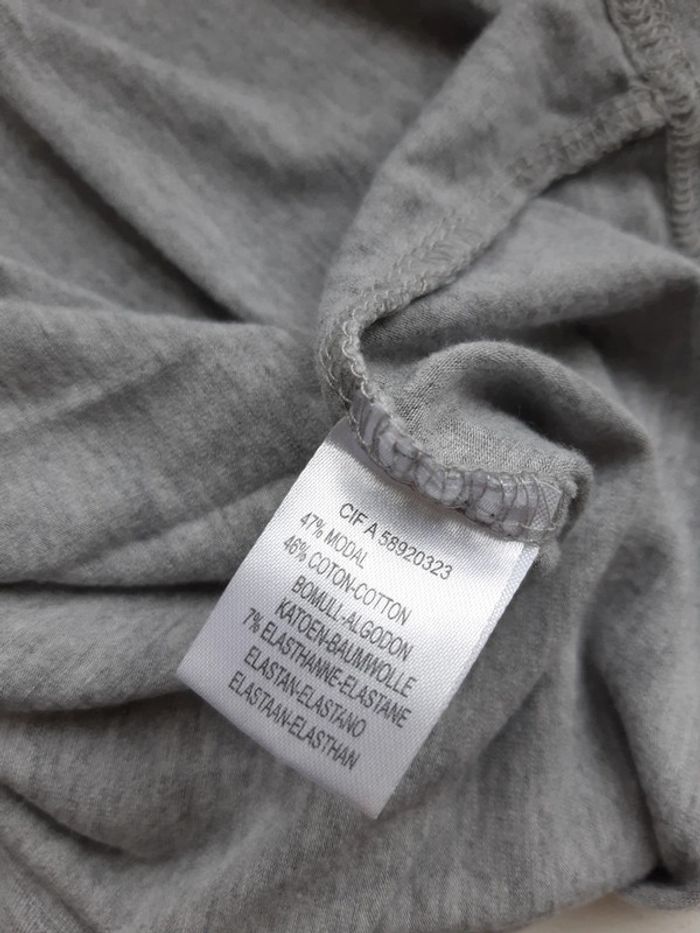 CIF A 58920323
47% MODAL
46% COTON-COTTON
BOMULL-ALGODON
KATOEN-BAUMWOLLE
7% ELASTHANNE-ELASTANE
ELASTAN-ELASTANO
ELASTAAN-ELASTHAN